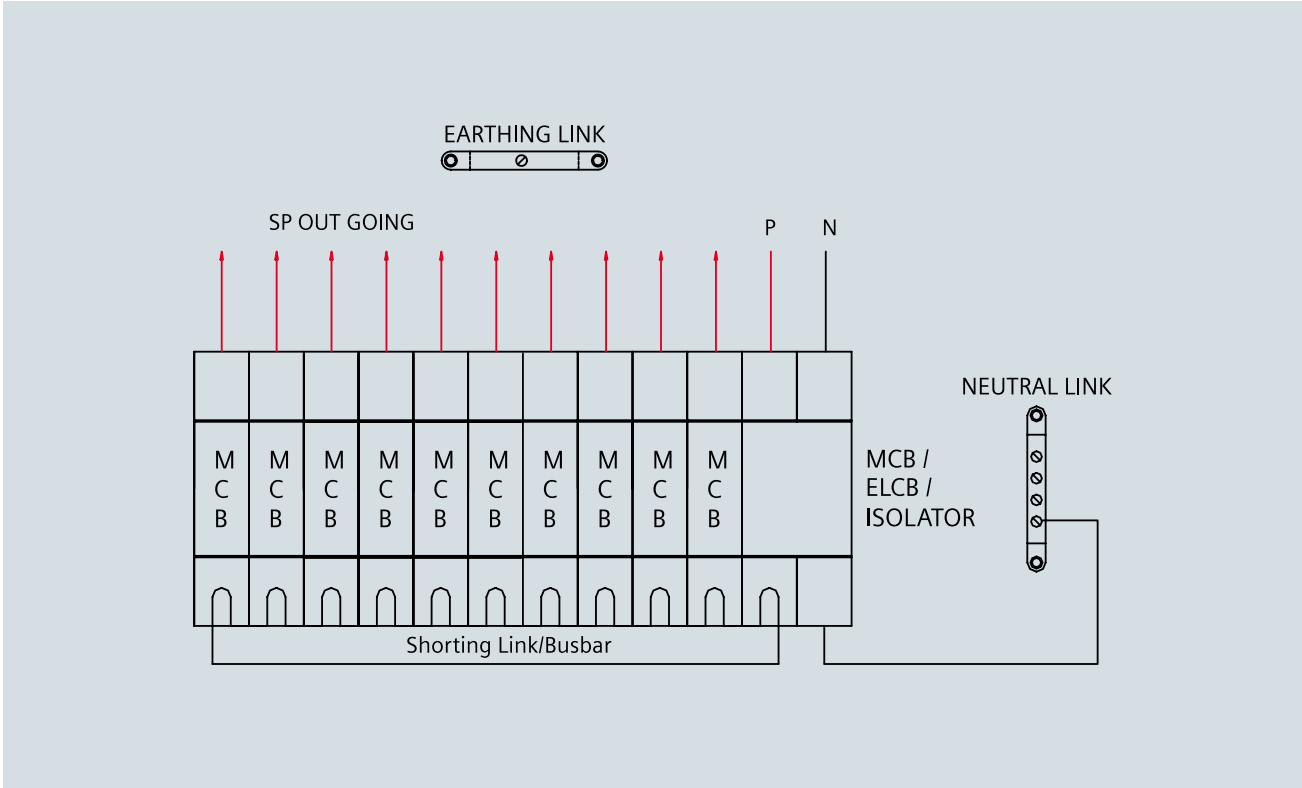 EARTHING LINK
SP OUT GOING
P N
NEUTRAL LINK
M M M M M M M M M M
C C C C C C C C C C
B B B B B B B B B B
MCB /
ELCB /
ISOLATOR
Shorting Link/Busbar